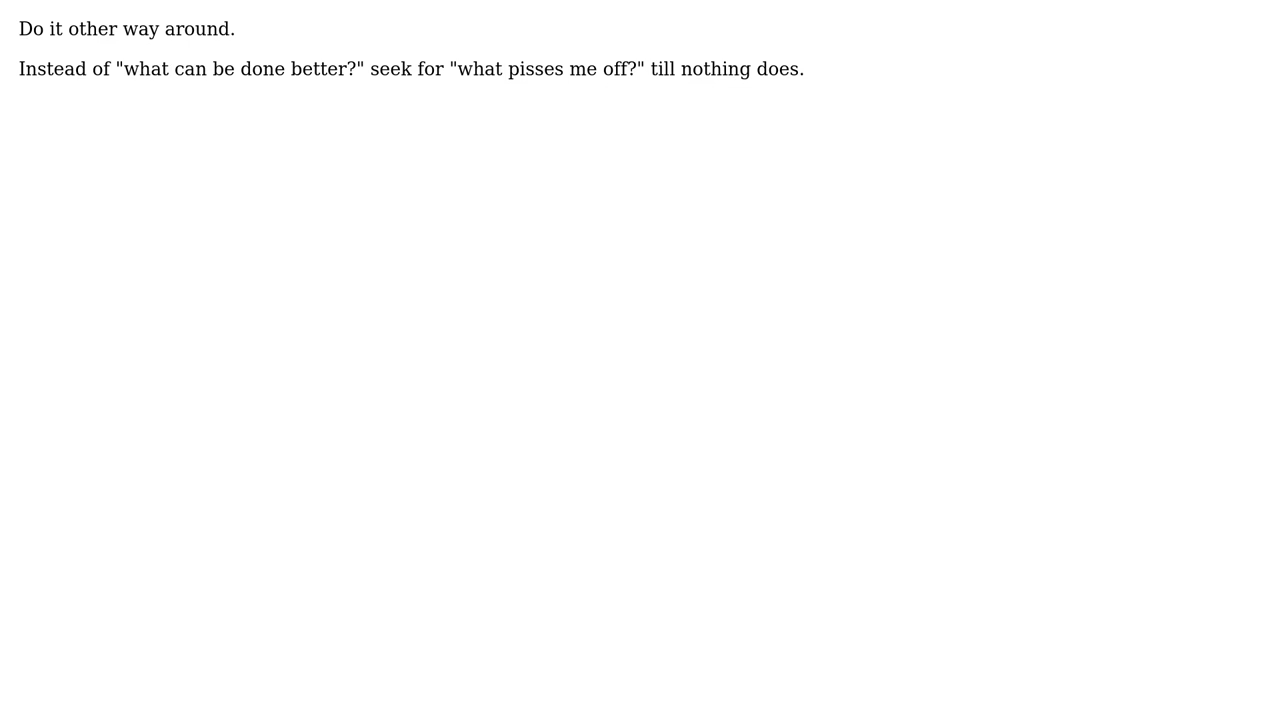 Do it other way around.
Instead of "what can be done better?" seek for "what pisses me off?" till nothing does.